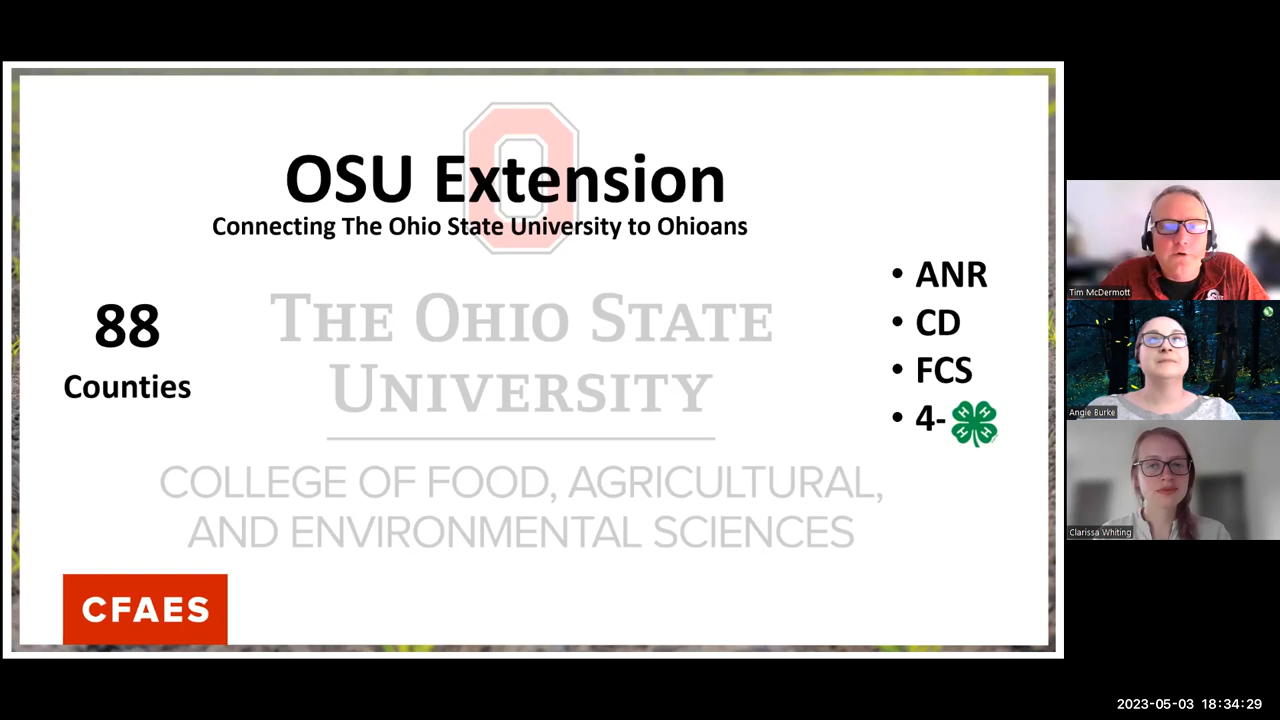 OSU Extension
Connecting The Ohio State University to Ohioans
88
Counties
THE OHIO STATE
UNIVERSITY
COLLEGE OF FOOD, AGRICULTURAL,
AND ENVIRONMENTAL SCIENCES
• ANR
• CD
• FCS
• 4-
H H H H
CFAES
Tim McDermott
Angie Burke
Clarissa Whiting
2023-05-03 18:34:29